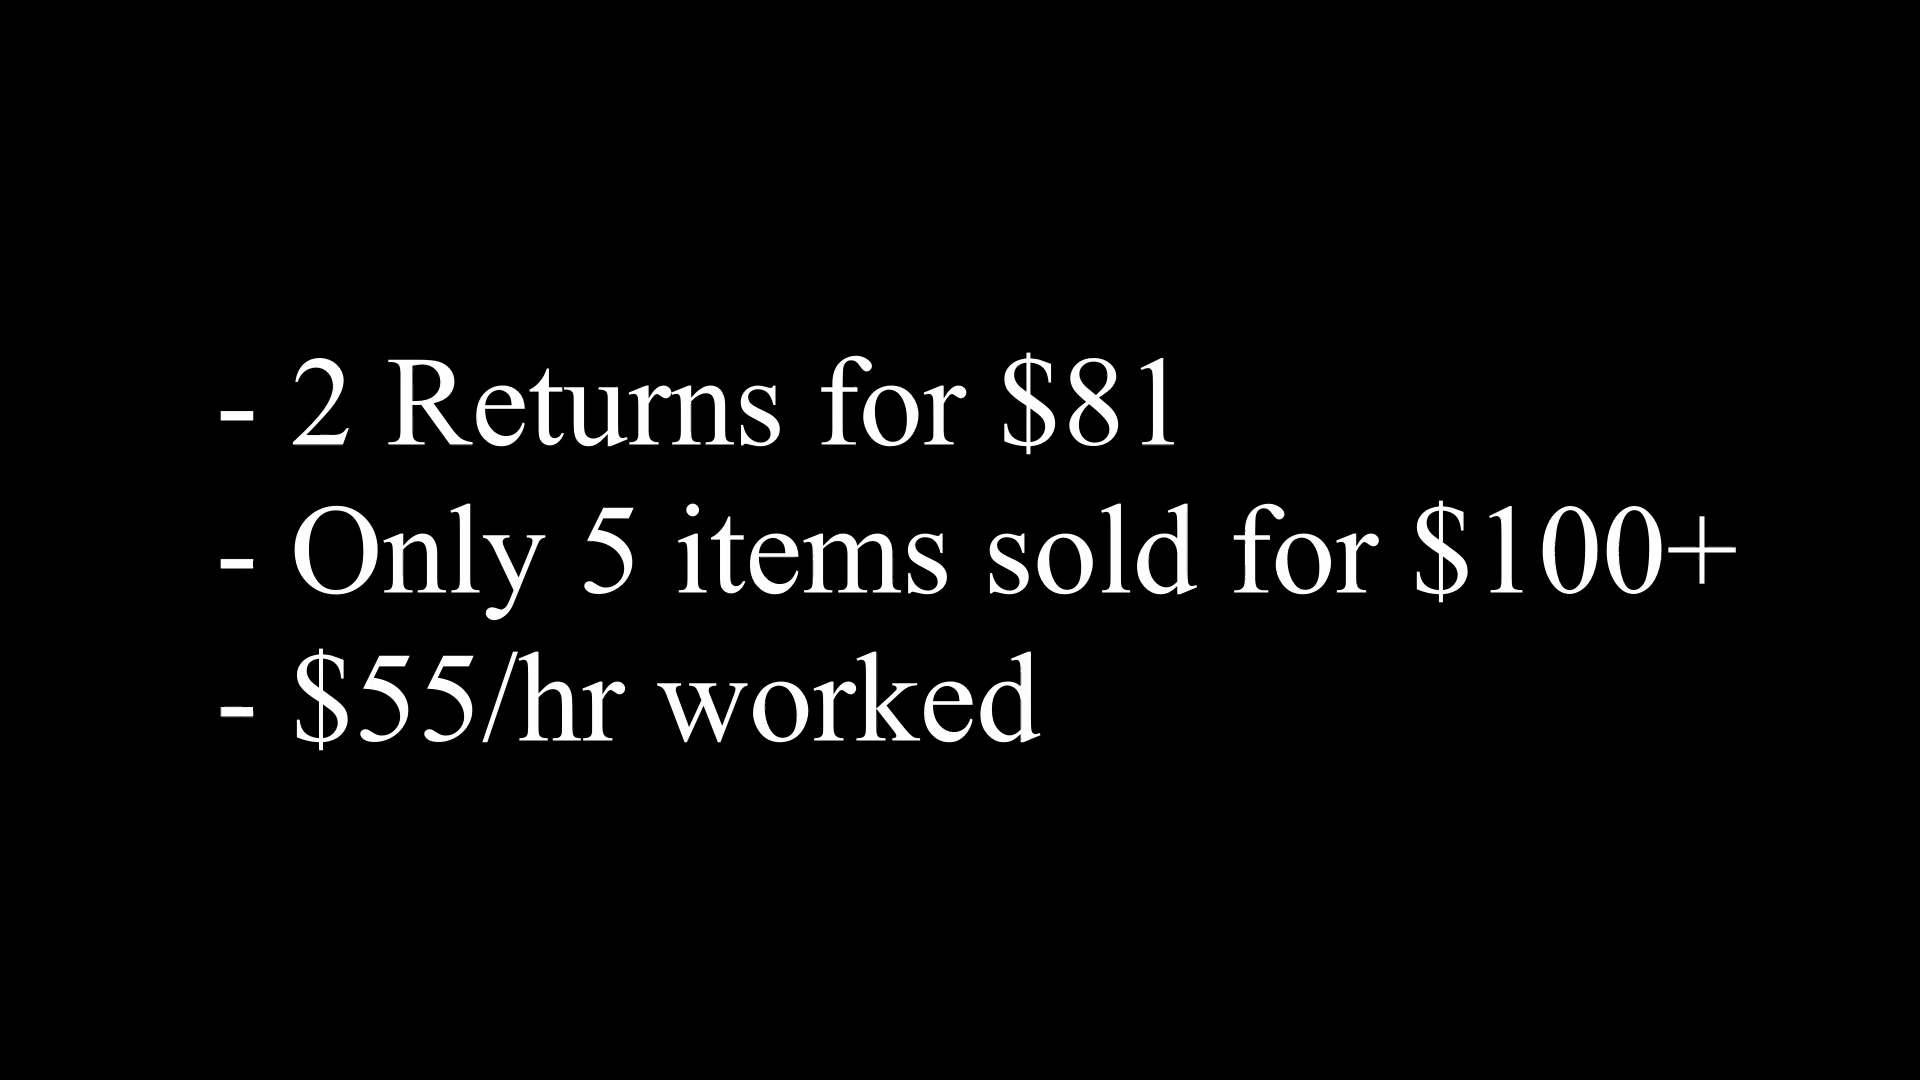 - 2 Returns for $81
- Only 5 items sold for $100+
- $55/hr worked